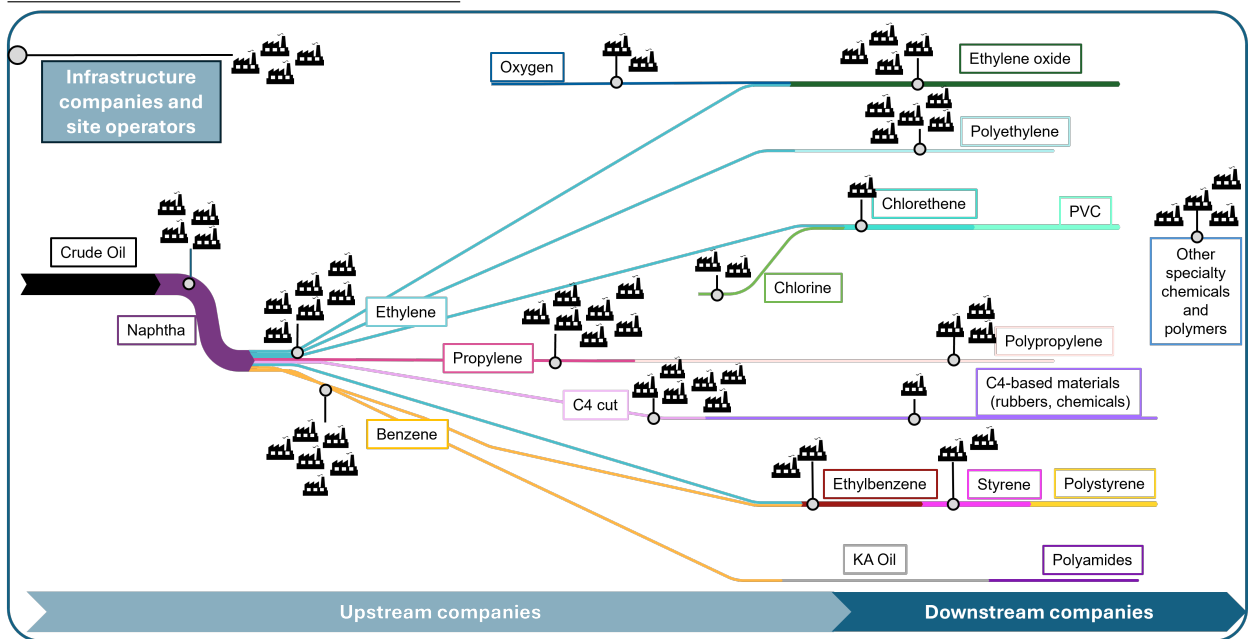 Infrastructure
companies and
site operators
Oxygen
Ethylene oxide
Polyethylene
Chlorethene
PVC
Crude Oil
Other
specialty
chemicals
and
polymers
Chlorine
Ethylene
Naphtha
Propylene
Polypropylene
C4 cut
C4-based materials
(rubbers, chemicals)
Benzene
Ethylbenzene
Styrene
Polystyrene
KA Oil
Polyamides
Upstream companies
Downstream companies